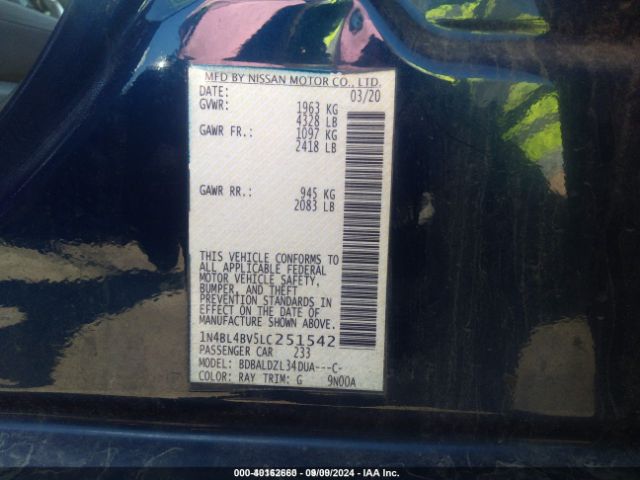 MFD BY NISSAN MOTOR CO., LTD.
DATE: 03/20
GVWR: 1963 KG
4328 LB
GAWR FR.: 1097 KG
2418 LB
GAWR RR.: 945 KG
2083 LB
THIS VEHICLE CONFORMS TO
ALL APPLICABLE FEDERAL
MOTOR VEHICLE SAFETY,
BUMPER, AND THEFT
PREVENTION STANDARDS IN
EFFECT ON THE DATE OF
MANUFACTURE SHOWN ABOVE.
1N4BL4BV5LC251542
PASSENGER CAR 233
MODEL: BDBALDZL34DUA---C-
COLOR: RAY TRIM: G 9N00A
- IAA Inc.